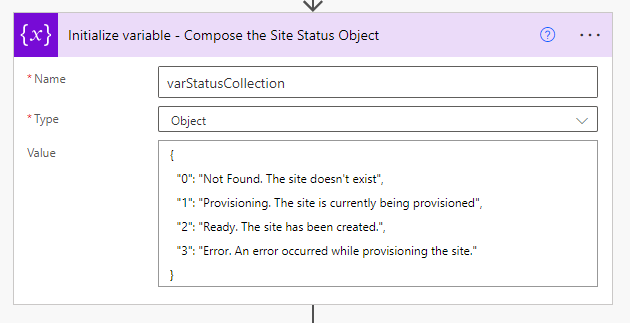 {x} Initialize variable - Compose the Site Status Object ? ...
* Name varStatusCollection
* Type Object
Value {
"0": "Not Found. The site doesn't exist",
"1": "Provisioning. The site is currently being provisioned",
"2": "Ready. The site has been created.",
"3": "Error. An error occurred while provisioning the site."
}